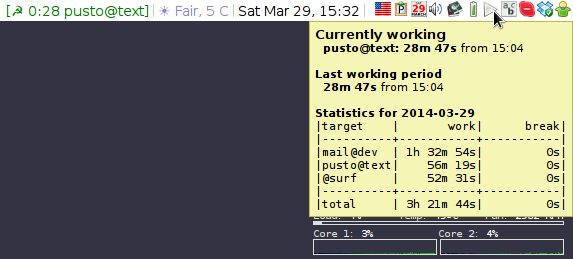 [☭ 0:28 pusto@text] Fair, 5 C Sat Mar 29, 15:32 29 MARCH a b c
Currently working
pusto@text: 28m 47s from 15:04
Last working period
28m 47s from 15:04
Statistics for 2014-03-29
|target | work| break|
|----------+-----------+-----------|
|mail@dev | 1h 32m 54s| 0s|
|pusto@text| 56m 19s| 0s|
|@surf | 52m 31s| 0s|
|----------+-----------+-----------|
|total | 3h 21m 44s| 0s|
Core 1: 3% Core 2: 4%